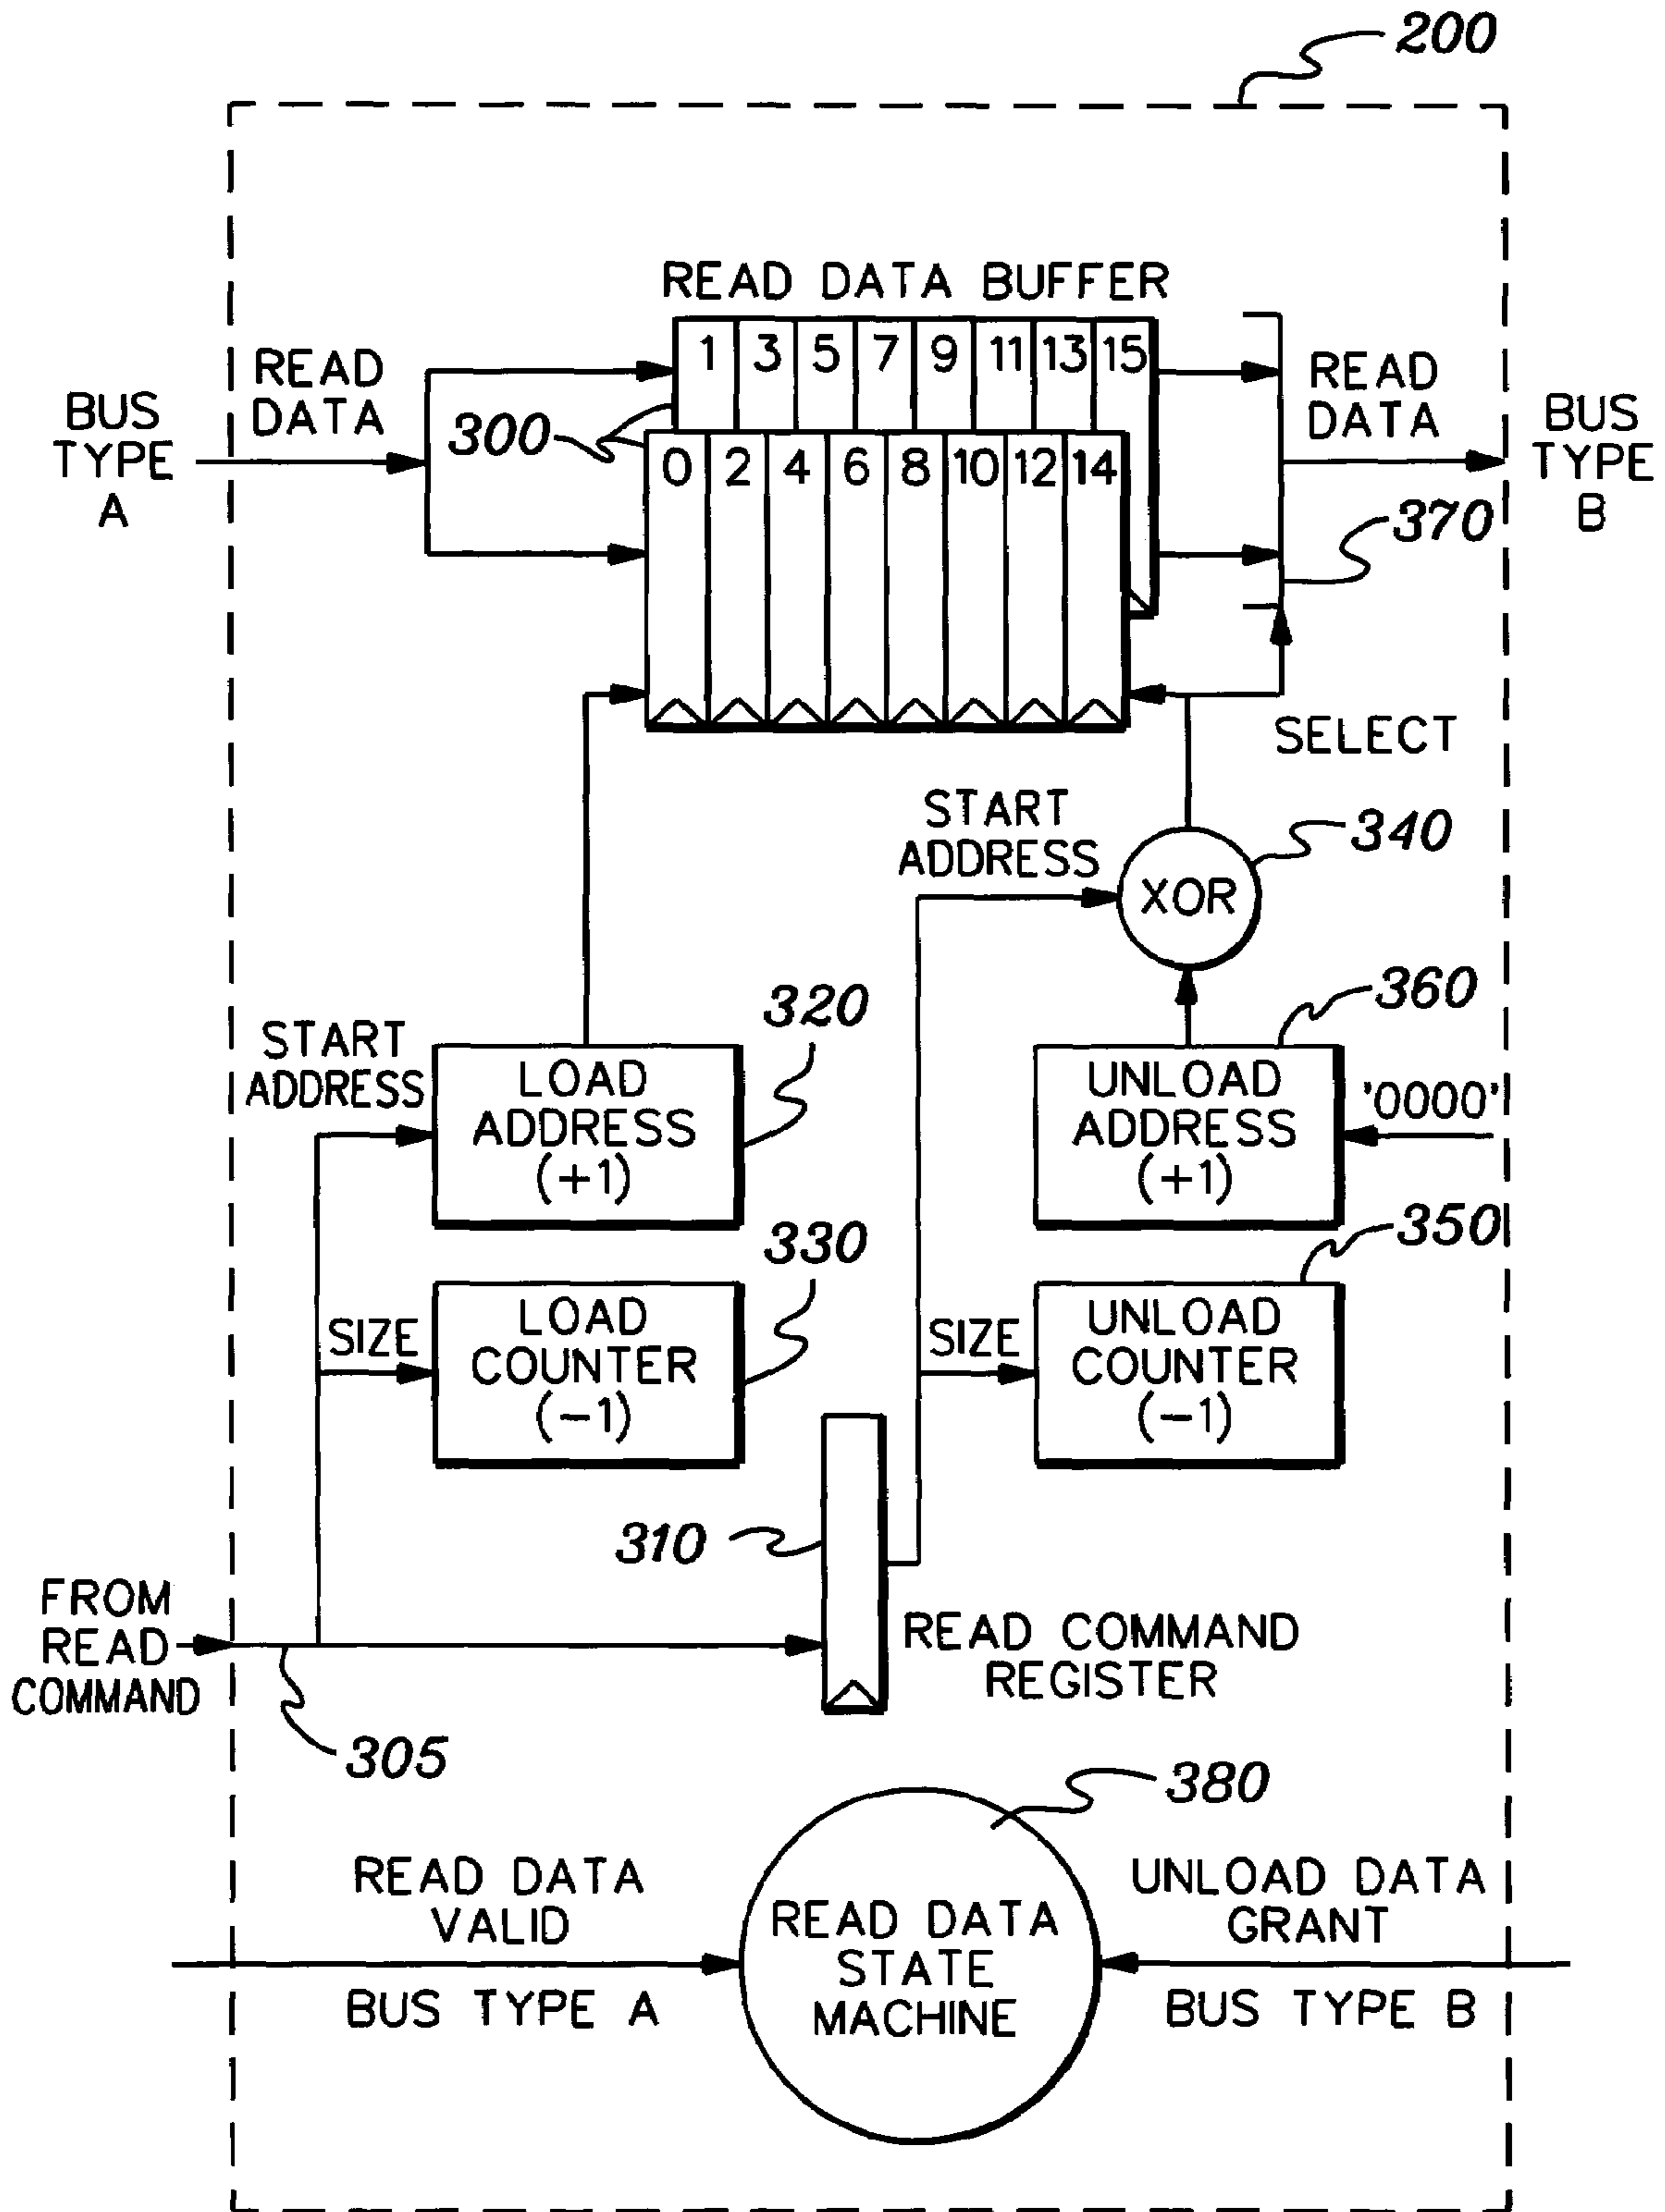 200
READ DATA BUFFER
1 3 5 7 9 11 13 15
READ
DATA
BUS
TYPE
A
300
0 2 4 6 8 10 12 14
READ
DATA
BUS
TYPE
B
370
SELECT
START
ADDRESS
340
XOR
320
360
START
ADDRESS
LOAD
ADDRESS
(+1)
UNLOAD
ADDRESS
(+1)
'0000'
330
350
SIZE
LOAD
COUNTER
(-1)
SIZE
UNLOAD
COUNTER
(-1)
310
FROM
READ
COMMAND
READ COMMAND
REGISTER
305
380
READ DATA
VALID
BUS TYPE A
READ DATA
STATE
MACHINE
UNLOAD DATA
GRANT
BUS TYPE B